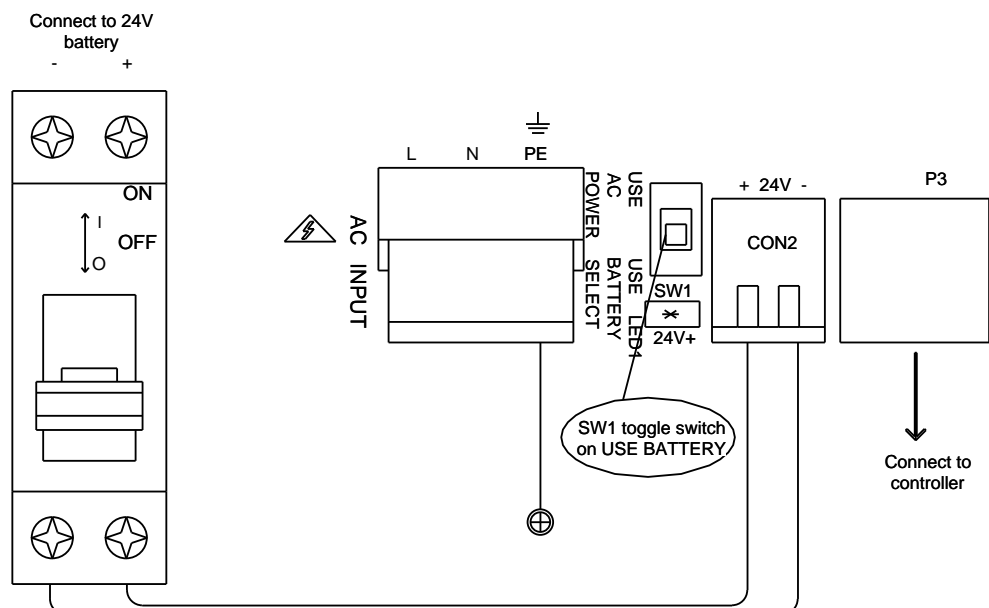 Connect to 24V
battery
- +
ON
I
OFF
O
L N PE
AC INPUT
POWER SELECT
AC BATTERY
USE USE LED1
SW1
24V+
+ 24V -
CON2
P3
SW1 toggle switch
on USE BATTERY
Connect to
controller